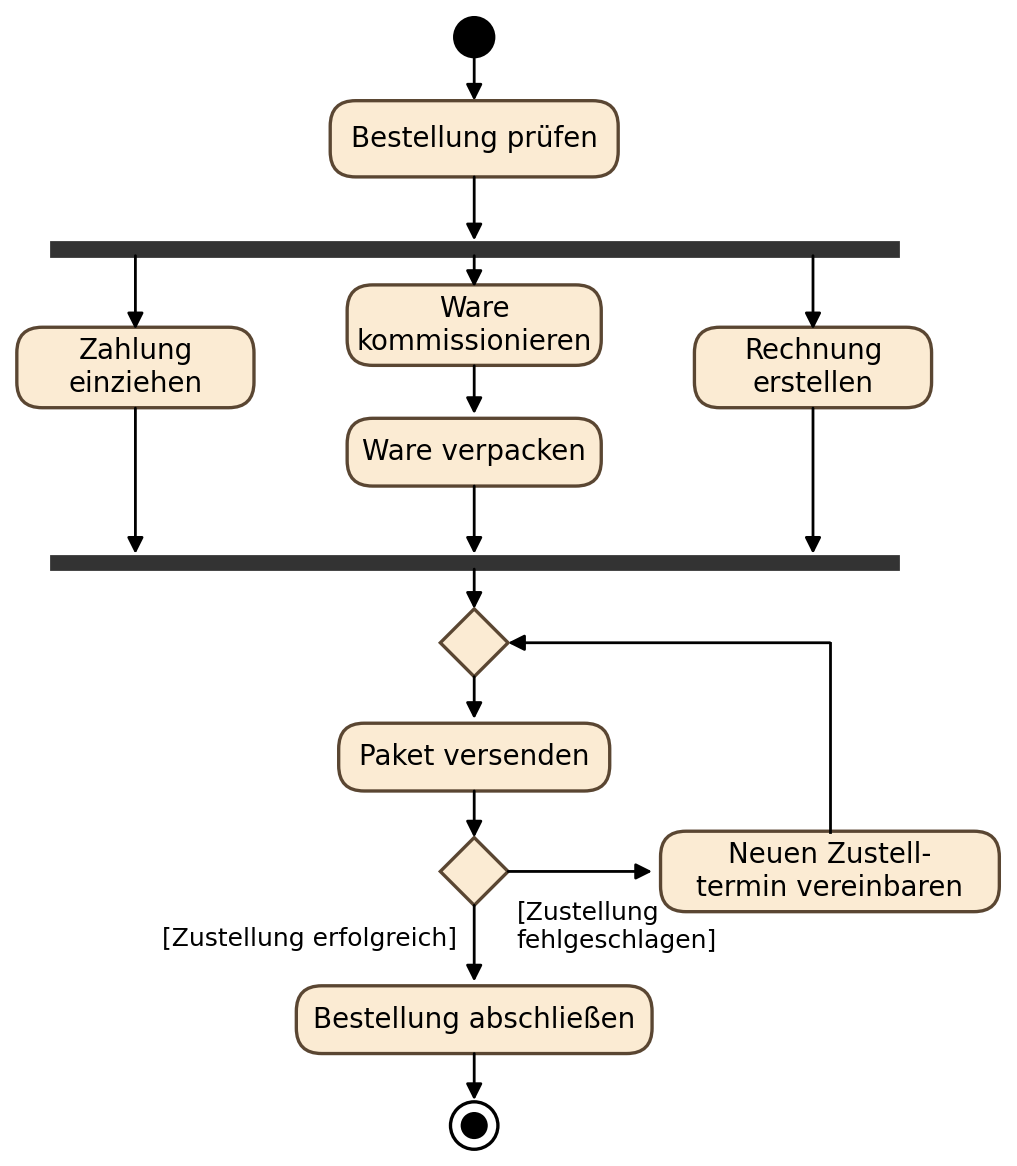 Bestellung prüfen
Ware
kommissionieren
Zahlung
einziehen
Rechnung
erstellen
Ware verpacken
Paket versenden
Neuen Zustell-
termin vereinbaren
[Zustellung
fehlgeschlagen]
[Zustellung erfolgreich]
Bestellung abschließen